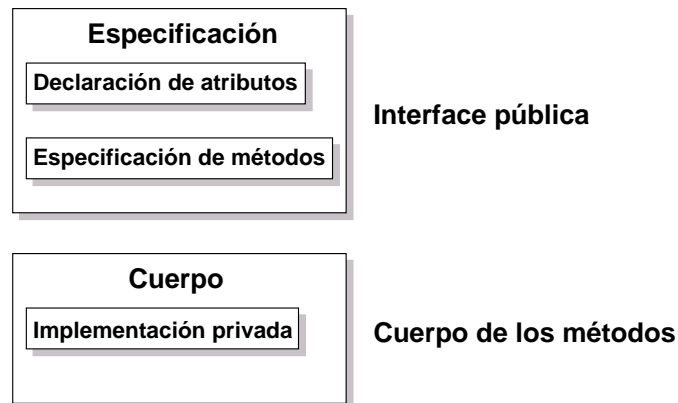 Especificación
Declaración de atributos
Especificación de métodos
Interface pública
Cuerpo
Implementación privada
Cuerpo de los métodos